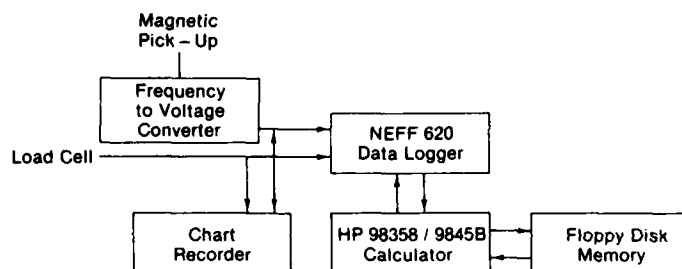 Magnetic
Pick – Up
Frequency
to Voltage
Converter
NEFF 620
Data Logger
Load Cell
Chart
Recorder
HP 98358 / 9845B
Calculator
Floppy Disk
Memory